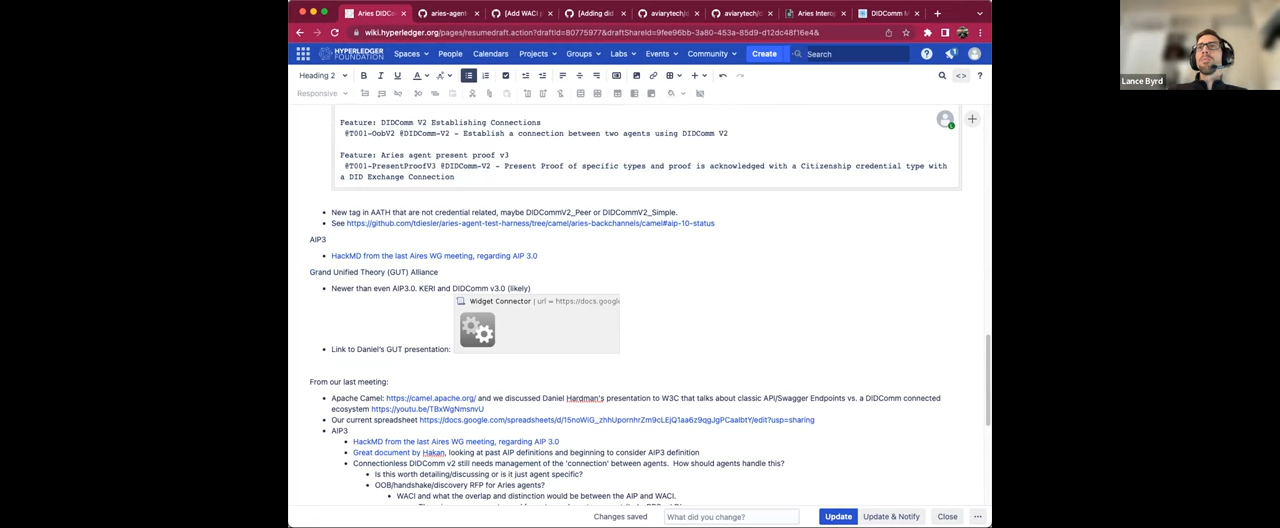 Aries DIDC
aries-agent
[Add WACI
[Adding did
aviarytech/
aviarytech/
Aries Interop
DIDComm M
wiki.hyperledger.org/pages/resumedraft.action?draftId=80775977&draftShareId=9fee96bb-3a80-453a-85d9-d12dc48f16e4&
HYPERLEDGER FOUNDATION
Spaces People Calendars Projects Groups Labs Events Community Create Search
Heading 2 B I U A
Responsive
Feature: DIDComm V2 Establishing Connections
@T001-OobV2 @DIDComm-V2 - Establish a connection between two agents using DIDComm V2
Feature: Aries agent present proof v3
@T001-PresentProofV3 @DIDComm-V2 - Present Proof of specific types and proof is acknowledged with a Citizenship credential type with
a DID Exchange Connection
New tag in AATH that are not credential related, maybe DIDCommV2_Peer or DIDCommV2_Simple.
See https://github.com/tdiesler/aries-agent-test-harness/tree/camel/aries-backchannels/camel#aip-10-status
AIP3
HackMD from the last Aires WG meeting, regarding AIP 3.0
Grand Unified Theory (GUT) Alliance
Newer than even AIP3.0. KERI and DIDComm v3.0 (likely)
Widget Connector | url = https://docs.google
Link to Daniel's GUT presentation:
From our last meeting:
Apache Camel: https://camel.apache.org/ and we discussed Daniel Hardman's presentation to W3C that talks about classic API/Swagger Endpoints vs. a DIDComm connected
ecosystem https://youtu.be/TBxWgNmsnvU
Our current spreadsheet https://docs.google.com/spreadsheets/d/15noWiG_zhhUpornhrZm9cLEjQ1aa6z9qgJgPCaalbtY/edit?usp=sharing
AIP3
HackMD from the last Aires WG meeting, regarding AIP 3.0
Great document by Hakan, looking at past AIP definitions and beginning to consider AIP3 definition
Connectionless DIDComm v2 still needs management of the 'connection' between agents. How should agents handle this?
Is this worth detailing/discussing or is it just agent specific?
OOB/handshake/discovery RFP for Aries agents?
WACI and what the overlap and distinction would be between the AIP and WACI.
Changes saved
What did you change?
Update Update & Notify Close
Lance Byrd